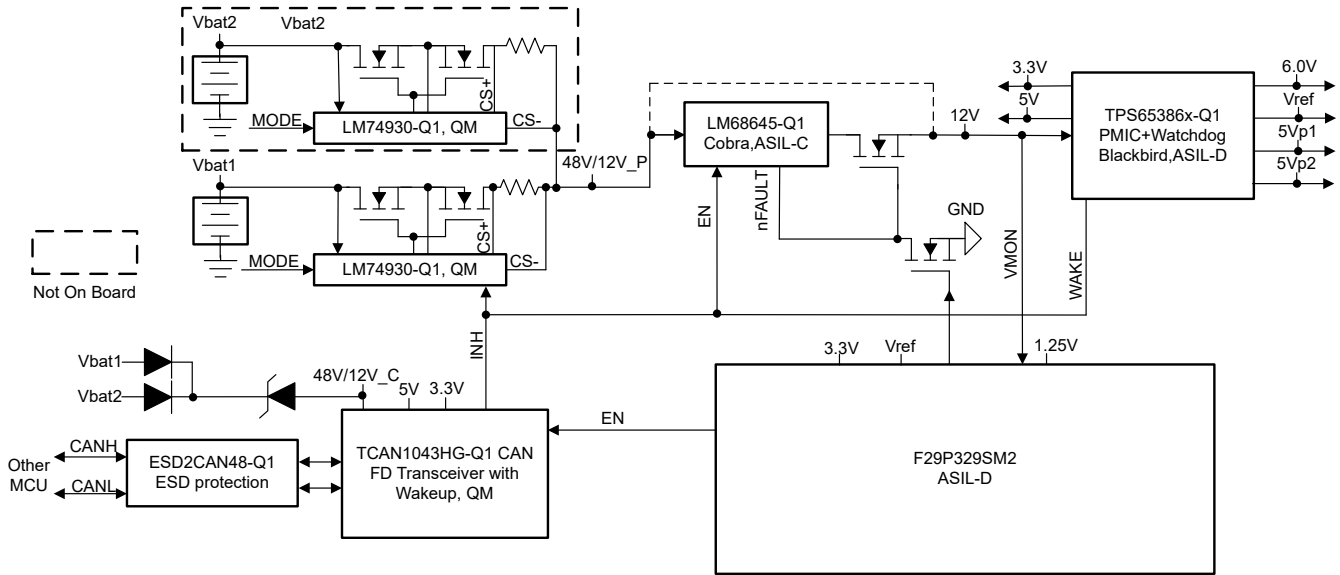 Vbat2
Vbat2
CS+
MODE
LM74930-Q1, QM
CS-
Vbat1
48V/12V_P
CS+
MODE
LM74930-Q1, QM
CS-
Not On Board
LM68645-Q1
Cobra,ASIL-C
EN
nFAULT
GND
12V
3.3V
5V
TPS65386x-Q1
PMIC+Watchdog
Blackbird,ASIL-D
6.0V
Vref
5Vp1
5Vp2
VMON
WAKE
INH
Vbat1
Vbat2
48V/12V_C
5V
3.3V
3.3V
Vref
1.25V
EN
Other
MCU
CANH
CANL
ESD2CAN48-Q1
ESD protection
TCAN1043HG-Q1 CAN
FD Transceiver with
Wakeup, QM
F29P329SM2
ASIL-D